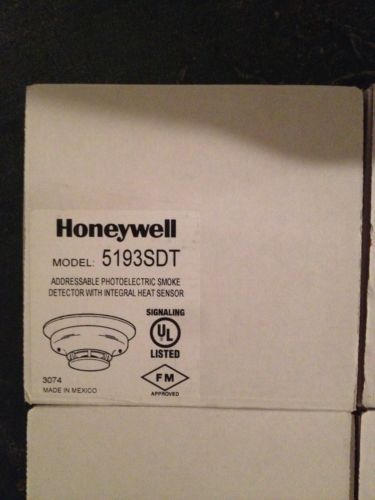 Honeywell
MODEL: 5193SDT
ADDRESSABLE PHOTOELECTRIC SMOKE
DETECTOR WITH INTEGRAL HEAT SENSOR
SIGNALING
UL
LISTED
3074
MADE IN MEXICO
FM
APPROVED